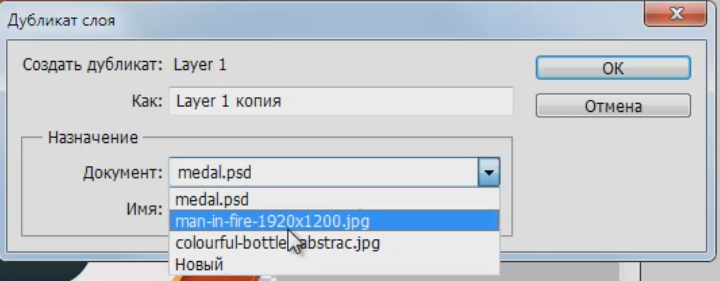 Дубликат слоя
Создать дубликат: Layer 1
OK
Как: Layer 1 копия
Отмена
Назначение
Документ: medal.psd
medal.psd
Имя:
man-in-fire-1920x1200.jpg
colourful-bottle abstrac.jpg
Новый